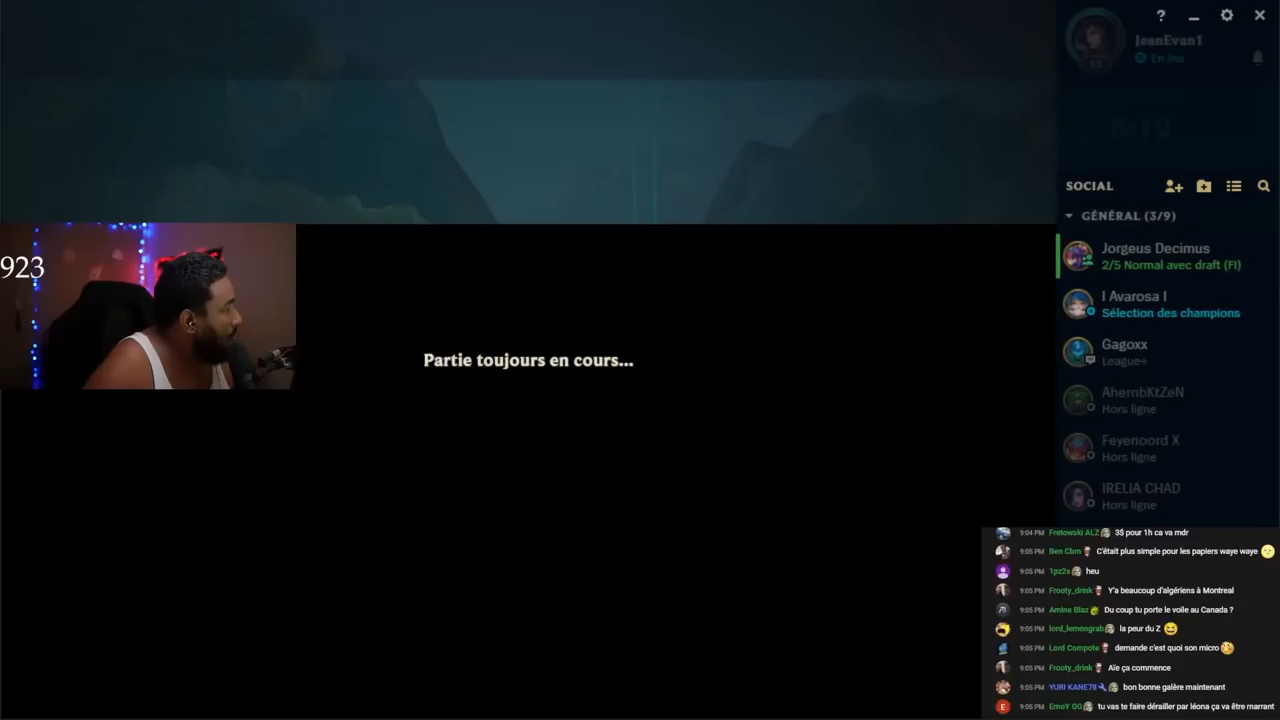 ?
JeanEvan1
En jeu
45
SOCIAL
GÉNÉRAL (3/9)
Jorgeus Decimus
2/5 Normal avec draft (FI)
I Avarosa I
Sélection des champions
Gagoxx
League+
AhembKtZeN
Hors ligne
Feyenoord X
Hors ligne
IRELIA CHAD
Hors ligne
923
Partie toujours en cours...
9:04 PM Fretowski ALZ 3$ pour 1h ca va mdr
9:05 PM Ben Cbm C'était plus simple pour les papiers waye waye
9:05 PM 1pz2s heu
9:05 PM Frooty_drink Y'a beaucoup d'algériens à Montreal
9:05 PM Amine Blaz Du coup tu porte le voile au Canada ?
9:05 PM lord_lemongrab la peur du Z
9:05 PM Lord Compote demande c'est quoi son micro
9:05 PM Frooty_drink Aïe ça commence
9:05 PM YURI KANE78 bon bonne galère maintenant
E 9:05 PM EmoY GG tu vas te faire dérailler par léona ça va être marrant